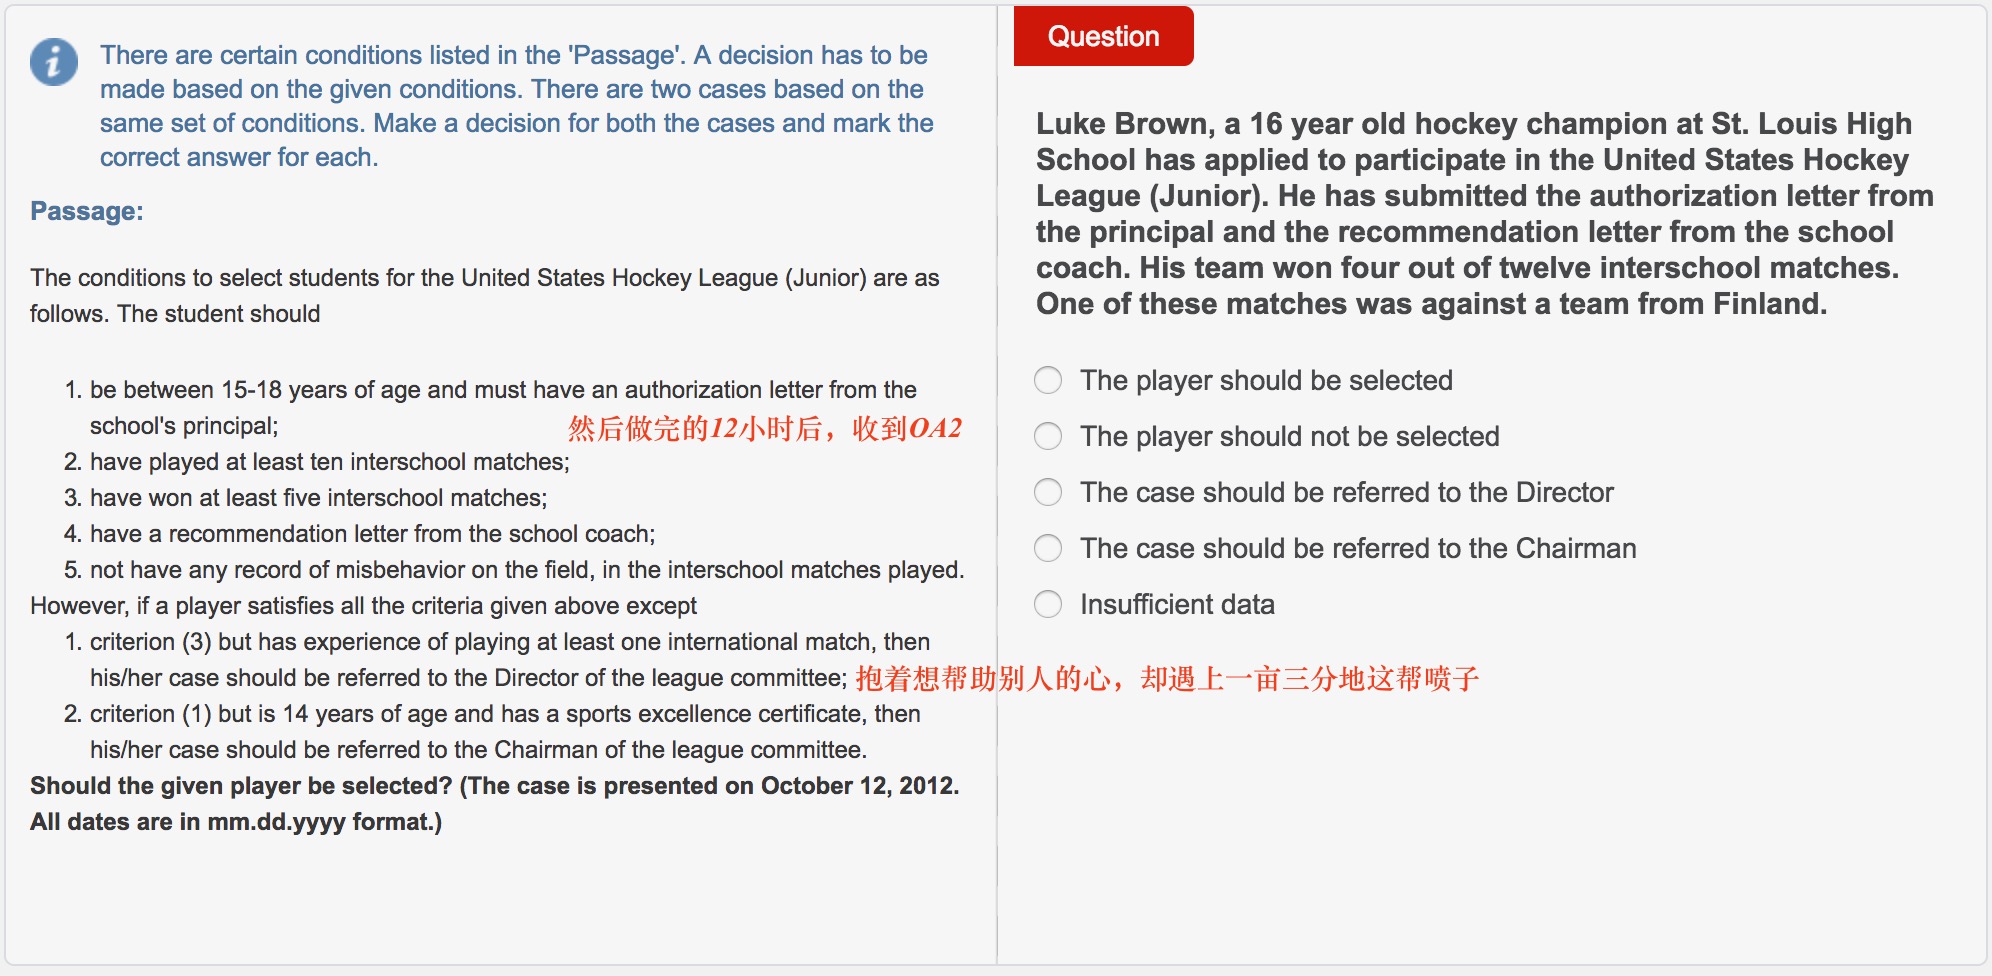 There are certain conditions listed in the 'Passage'. A decision has to be
made based on the given conditions. There are two cases based on the
same set of conditions. Make a decision for both the cases and mark the
correct answer for each.
Passage:
The conditions to select students for the United States Hockey League (Junior) are as
follows. The student should
1. be between 15-18 years of age and must have an authorization letter from the
school's principal;
然后做完的12小时后，收到OA2
2. have played at least ten interschool matches;
3. have won at least five interschool matches;
4. have a recommendation letter from the school coach;
5. not have any record of misbehavior on the field, in the interschool matches played.
However, if a player satisfies all the criteria given above except
1. criterion (3) but has experience of playing at least one international match, then
his/her case should be referred to the Director of the league committee;
抱着想帮助别人的心，却遇上一亩三分地这帮喷子
2. criterion (1) but is 14 years of age and has a sports excellence certificate, then
his/her case should be referred to the Chairman of the league committee.
Should the given player be selected? (The case is presented on October 12, 2012.
All dates are in mm.dd.yyyy format.)
Question
Luke Brown, a 16 year old hockey champion at St. Louis High
School has applied to participate in the United States Hockey
League (Junior). He has submitted the authorization letter from
the principal and the recommendation letter from the school
coach. His team won four out of twelve interschool matches.
One of these matches was against a team from Finland.
The player should be selected
The player should not be selected
The case should be referred to the Director
The case should be referred to the Chairman
Insufficient data